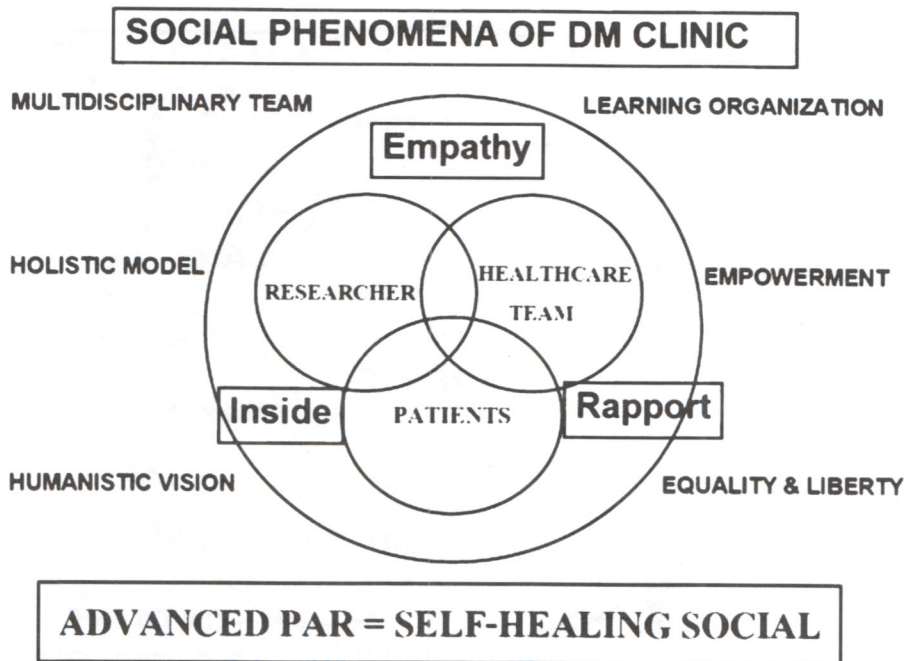 SOCIAL PHENOMENA OF DM CLINIC
MULTIDISCIPLINARY TEAM
LEARNING ORGANIZATION
Empathy
HOLISTIC MODEL
RESEARCHER
HEALTHCARE
TEAM
EMPOWERMENT
Inside
PATIENTS
Rapport
HUMANISTIC VISION
EQUALITY & LIBERTY
ADVANCED PAR = SELF-HEALING SOCIAL